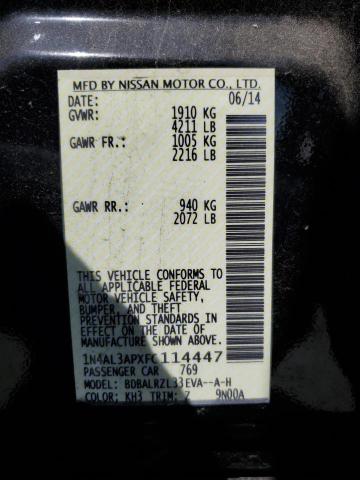 MFD BY NISSAN MOTOR CO., LTD.
DATE: 06/14
GVWR: 1910 KG
4211 LB
GAWR FR.: 1005 KG
2216 LB
GAWR RR.: 940 KG
2072 LB
THIS VEHICLE CONFORMS TO
ALL APPLICABLE FEDERAL
MOTOR VEHICLE SAFETY,
BUMPER, AND THEFT
PREVENTION STANDARDS IN
EFFECT ON THE DATE OF
MANUFACTURE SHOWN ABOVE.
1N4AL3APXFC114447
PASSENGER CAR 769
MODEL: BDBALRZL33EVA--A-H
COLOR: KH3 TRIM: Z 9N00A